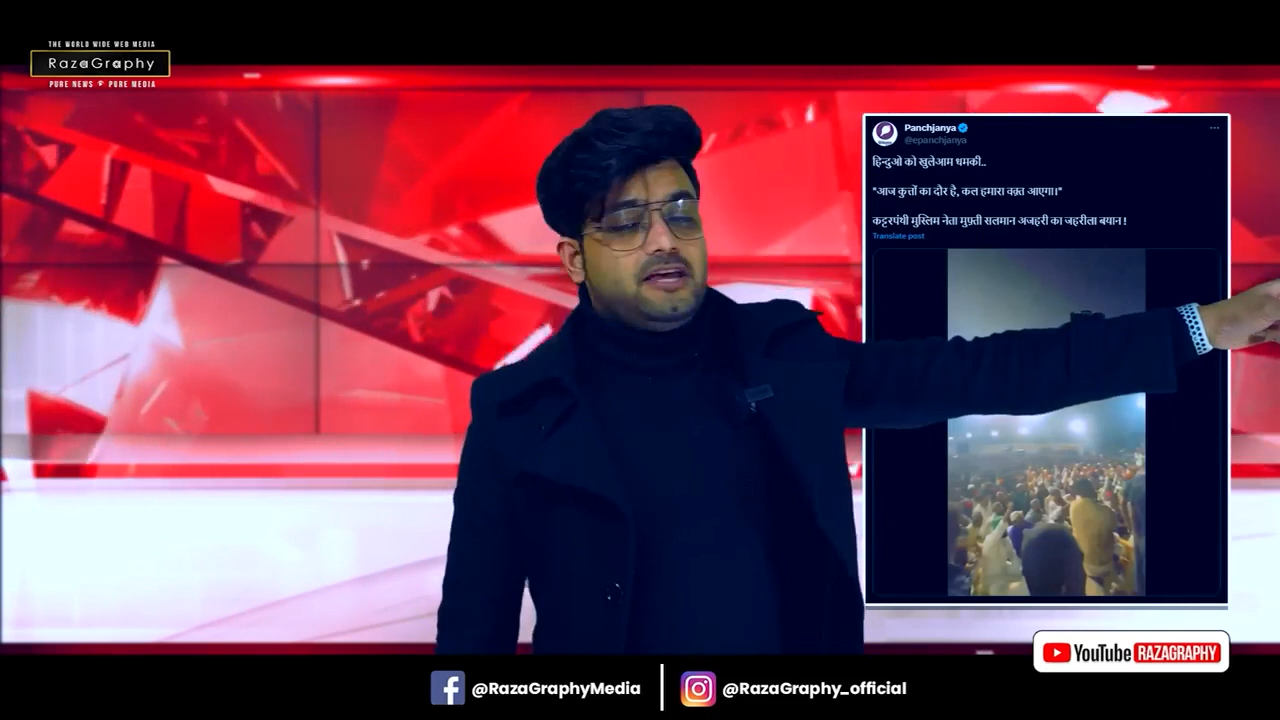 THE WORLD WIDE WEB MEDIA
RazaGraphy
PURE NEWS PURE MEDIA
Panchjanya
@epanchjanya
हिन्दुओ को खुलेआम धमकी..
"आज कुत्तों का दौर है, कल हमारा वक़्त आएगा।"
कट्टरपंथी मुस्लिम नेता मुफ़्ती सलमान अजहरी का जहरीला बयान !
Translate post
YouTube RAZAGRAPHY
@RazaGraphyMedia
@RazaGraphy_official